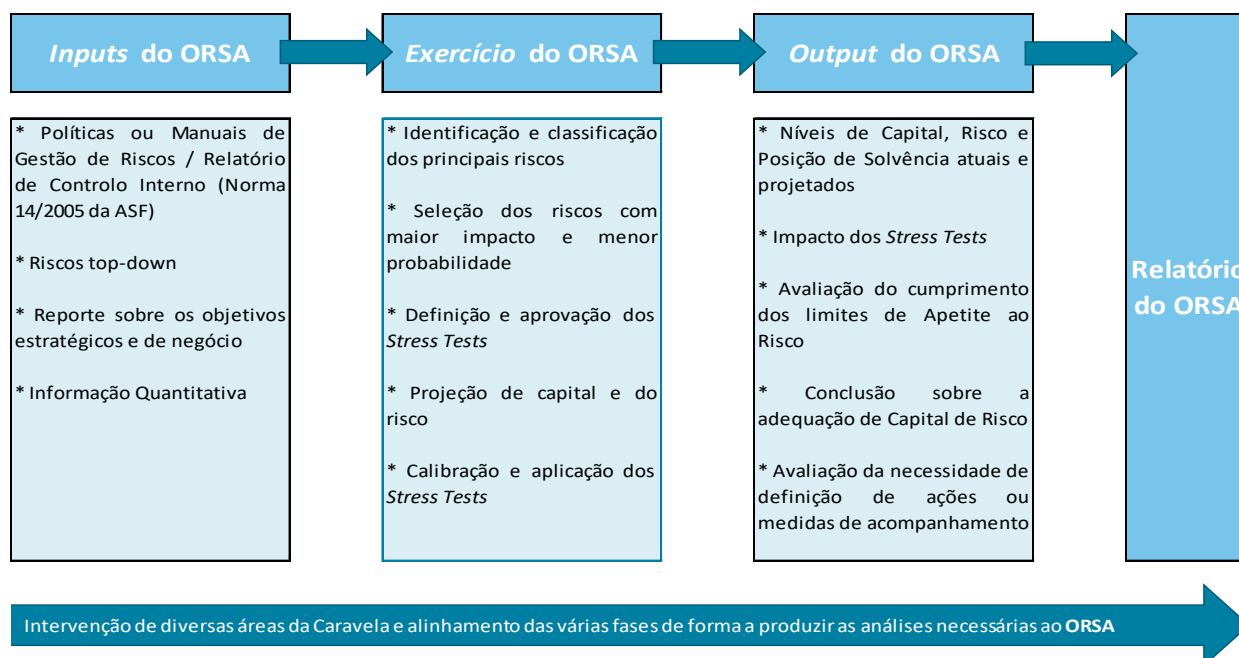 Inputs do ORSA
* Políticas ou Manuais de
Gestão de Riscos / Relatório
de Controlo Interno (Norma
14/2005 da ASF)
* Riscos top-down
* Reporte sobre os objetivos
estratégicos e de negócio
* Informação Quantitativa
Exercício do ORSA
* Identificação e classificação
dos principais riscos
* Seleção dos riscos com
maior impacto e menor
probabilidade
* Definição e aprovação dos
Stress Tests
* Projeção de capital e do
risco
* Calibração e aplicação dos
Stress Tests
Output do ORSA
* Níveis de Capital, Risco e
Posição de Solvência atuais e
projetados
* Impacto dos Stress Tests
* Avaliação do cumprimento
dos limites de Apetite ao
Risco
* Conclusão sobre a
adequação de Capital de Risco
* Avaliação da necessidade de
definição de ações ou
medidas de acompanhamento
Relatório
do ORSA
Intervenção de diversas áreas da Caravela e alinhamento das várias fases de forma a produzir as análises necessárias ao ORSA